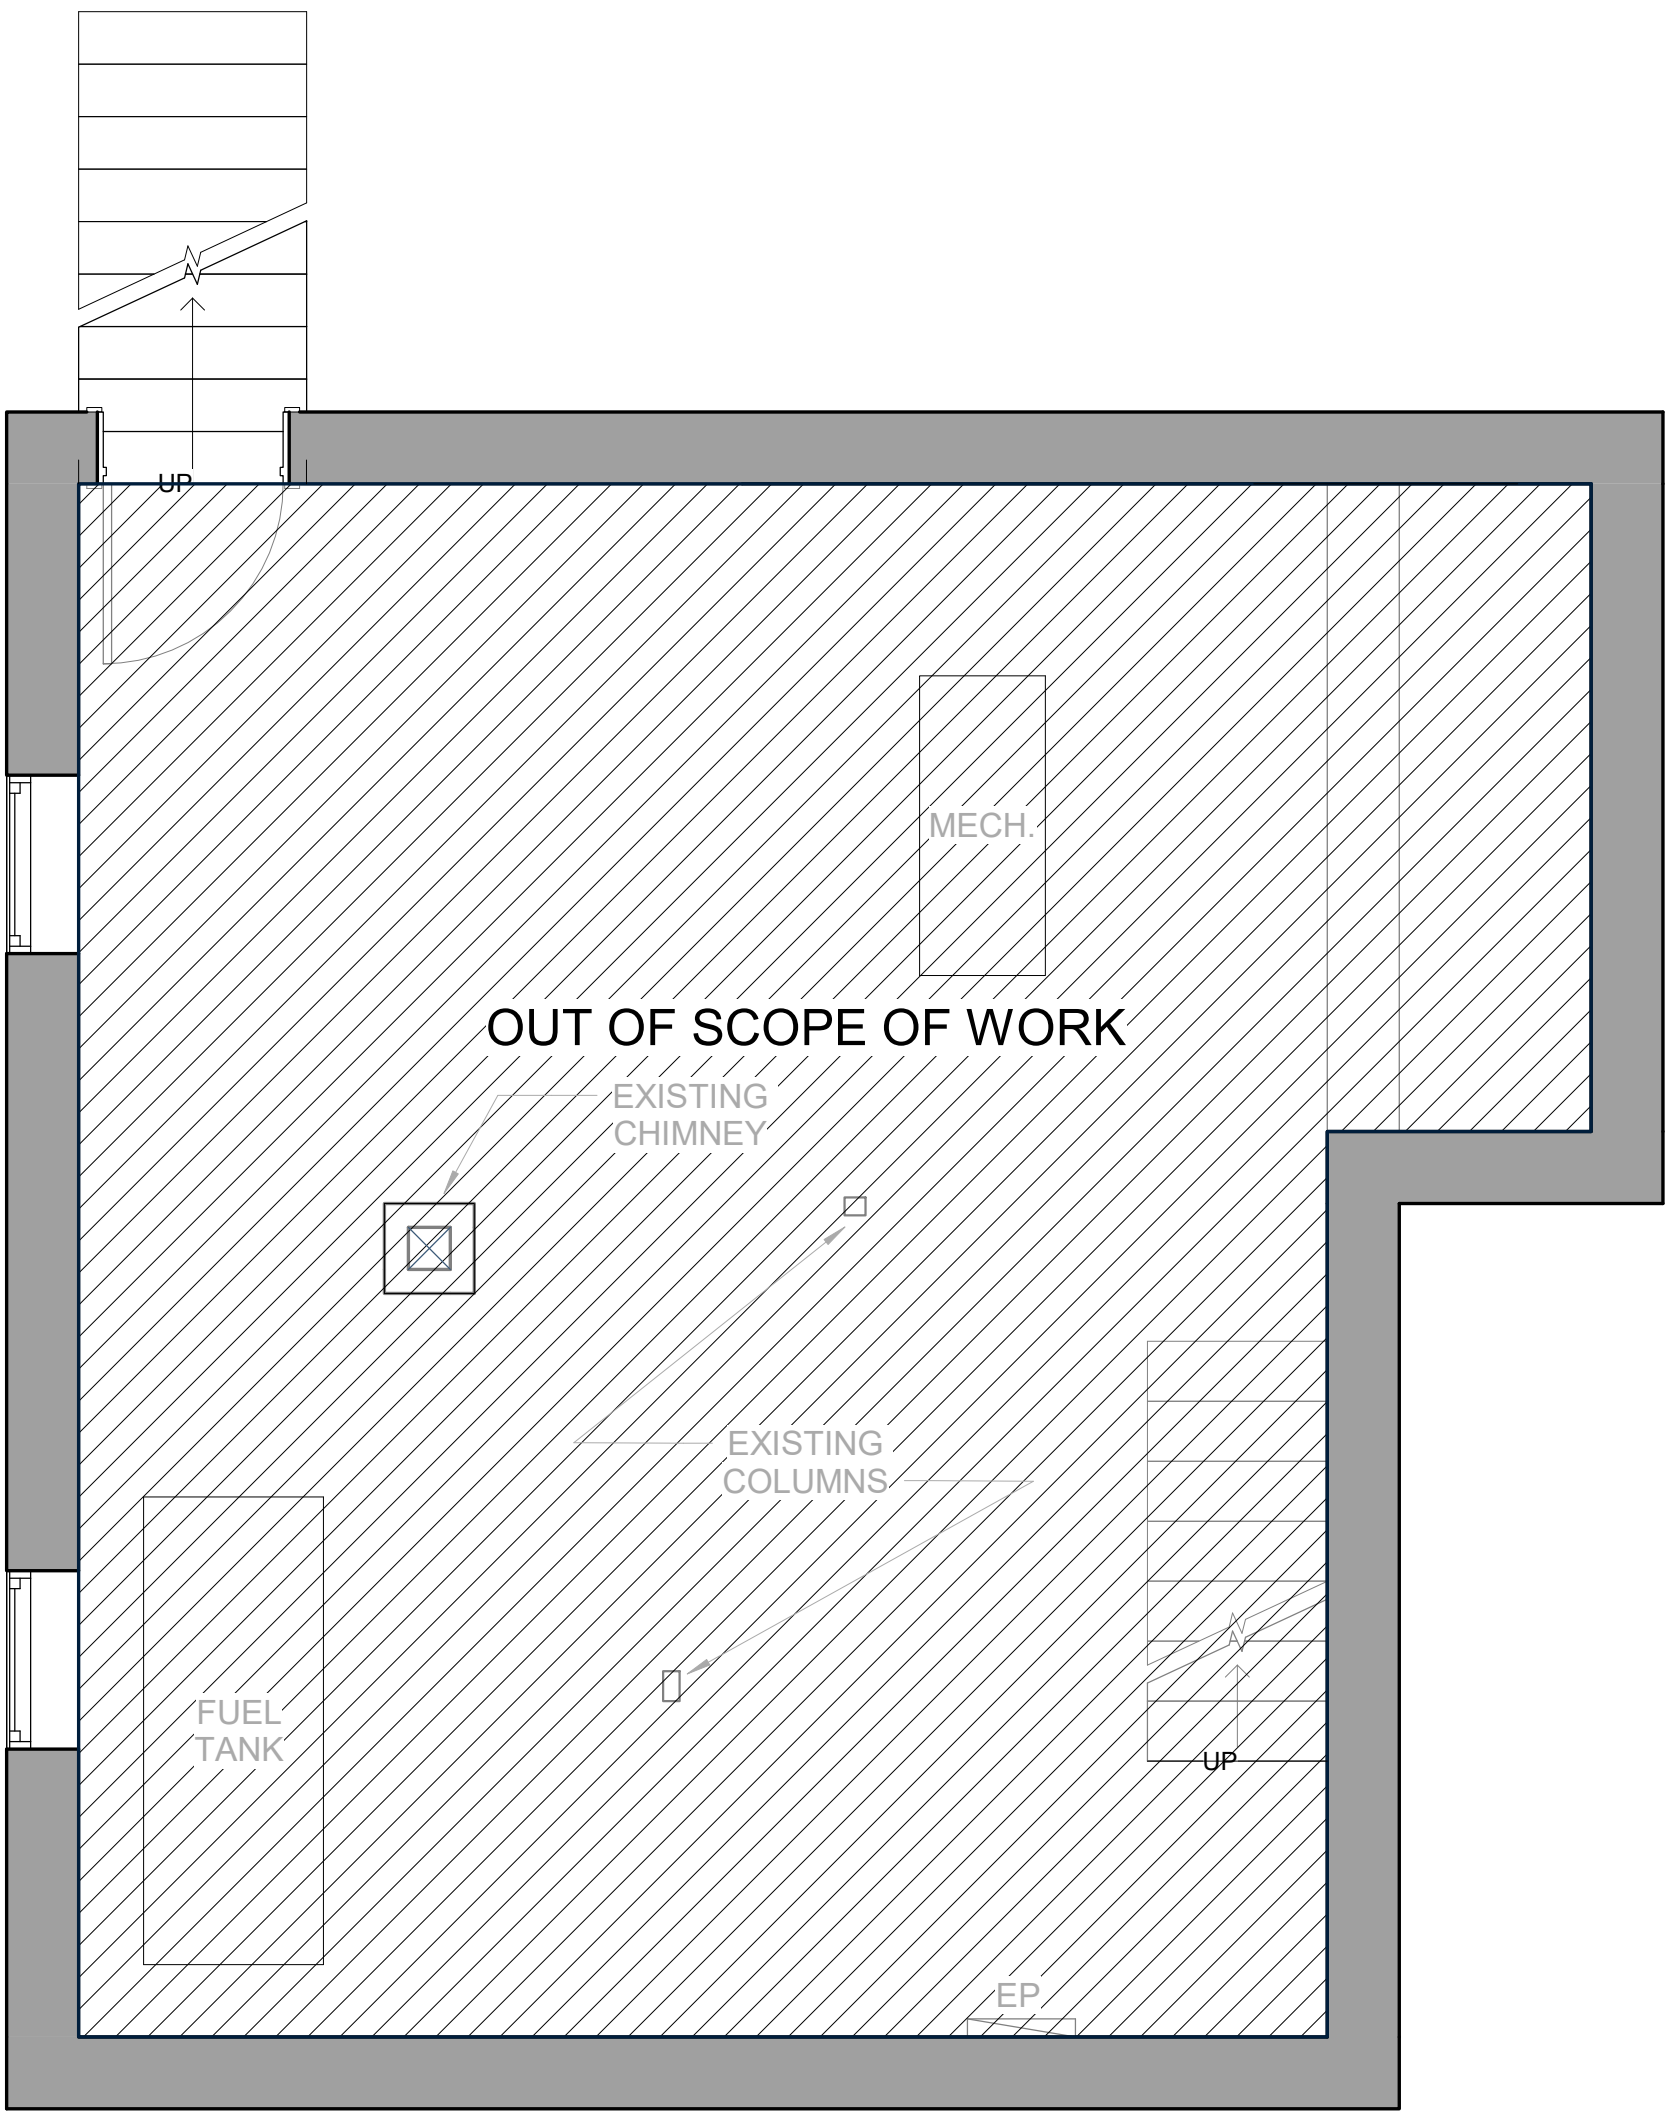 UP
MECH.
OUT OF SCOPE OF WORK
EXISTING
CHIMNEY
EXISTING
COLUMNS
FUEL
TANK
UP
EP